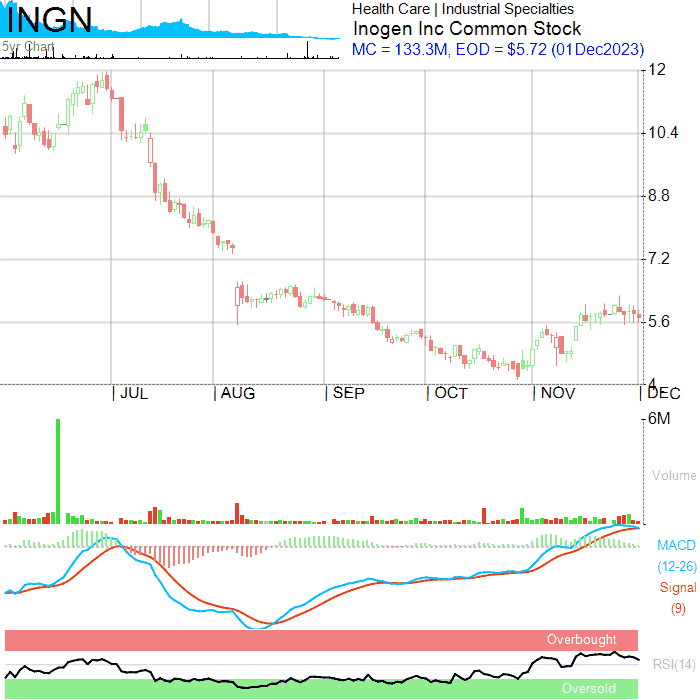 INGN
5yr Chart
Health Care | Industrial Specialties
Inogen Inc Common Stock
MC = 133.3M, EOD = $5.72 (01Dec2023)
12
10.4
8.8
7.2
5.6
4
JUL
AUG
SEP
OCT
NOV
DEC
6M
Volume
MACD
(12-26)
Signal
(9)
Overbought
RSI(14)
Oversold